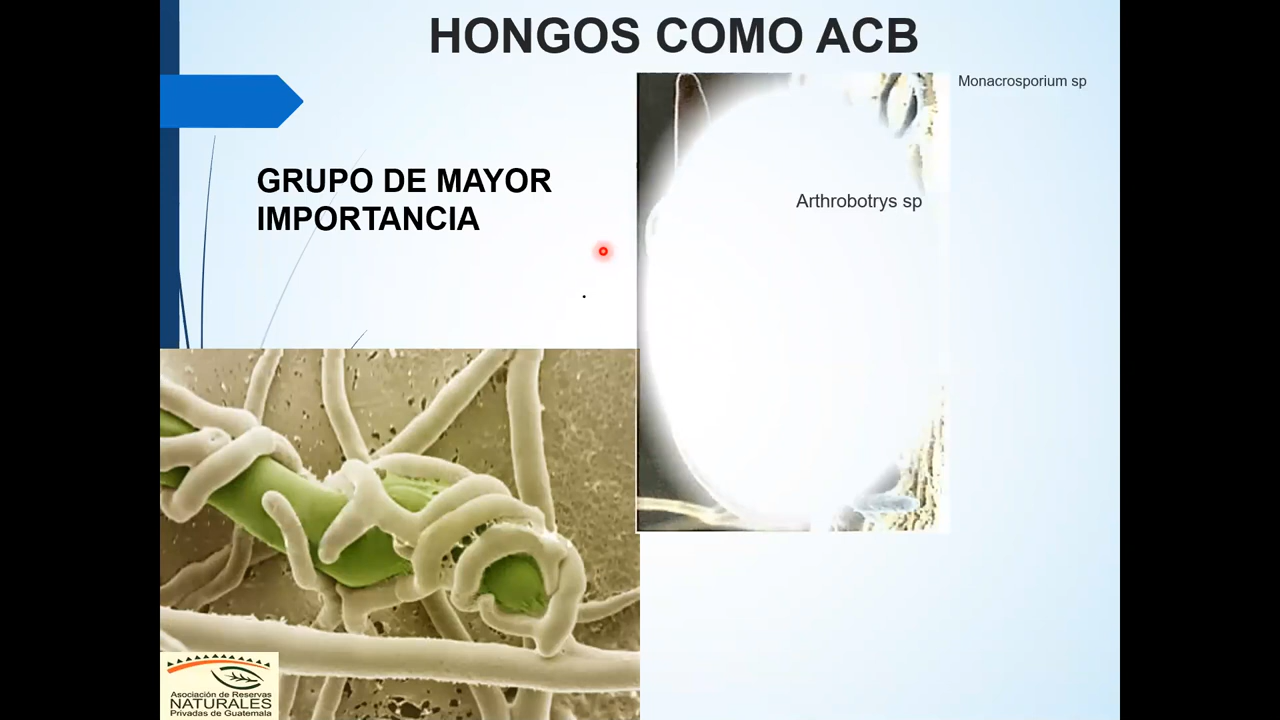 HONGOS COMO ACB
Monacrosporium sp
GRUPO DE MAYOR
IMPORTANCIA
Arthrobotrys sp
Asociación de Reservas
NATURALES
Privadas de Guatemala